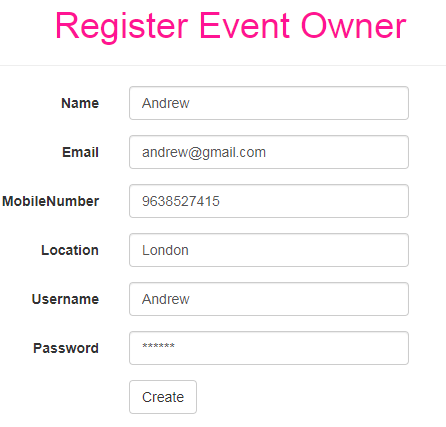 Register Event Owner
Name Andrew
Email andrew@gmail.com
MobileNumber 9638527415
Location London
Username Andrew
Password ******
Create